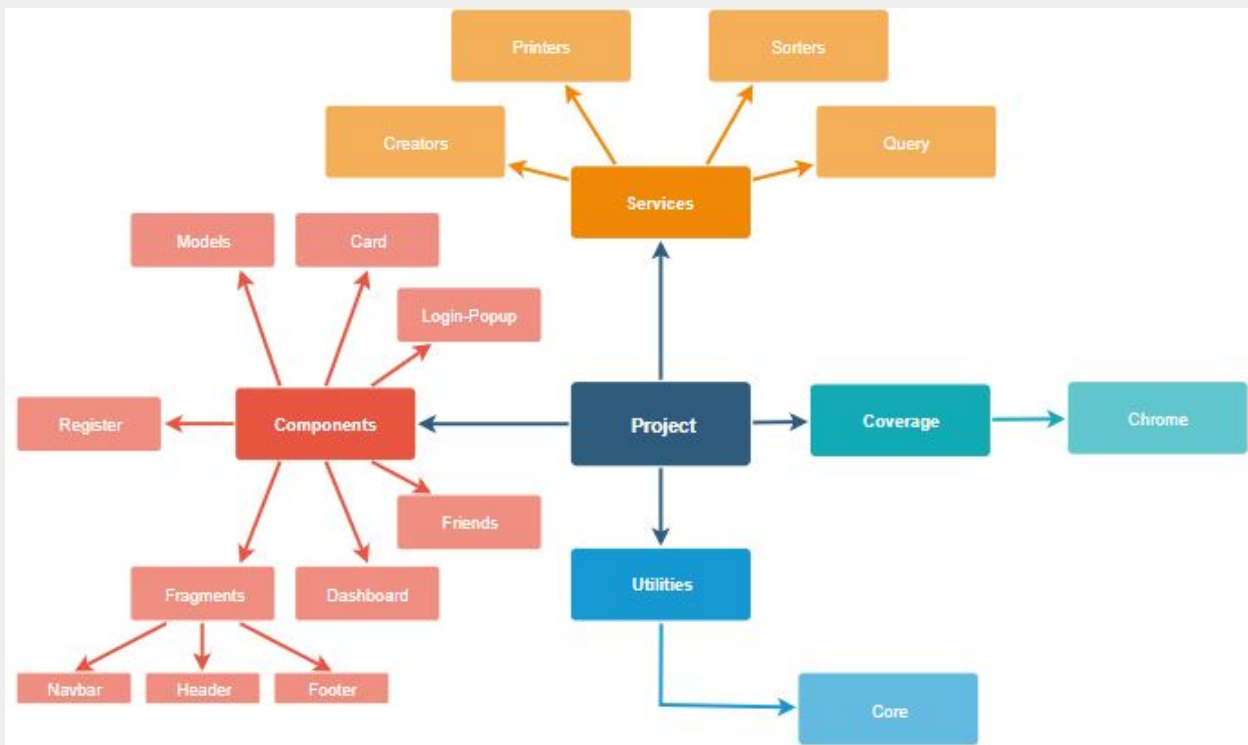 Printers
Sorters
Creators
Query
Services
Models
Card
Login-Popup
Register
Components
Project
Coverage
Chrome
Friends
Fragments
Dashboard
Utilities
Navbar
Header
Footer
Core